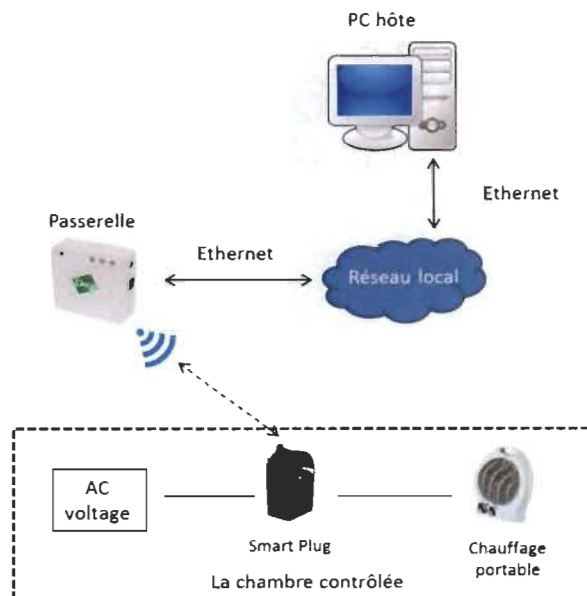 PC hôte
Ethernet
Passerelle
Ethernet
Réseau local
AC
voltage
Smart Plug
Chauffage
portable
La chambre contrôlée